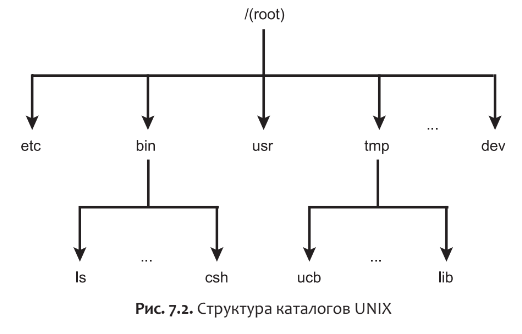 /(root)
etc bin usr tmp ... dev
ls ... csh ucb ... lib
Рис. 7.2. Структура каталогов UNIX